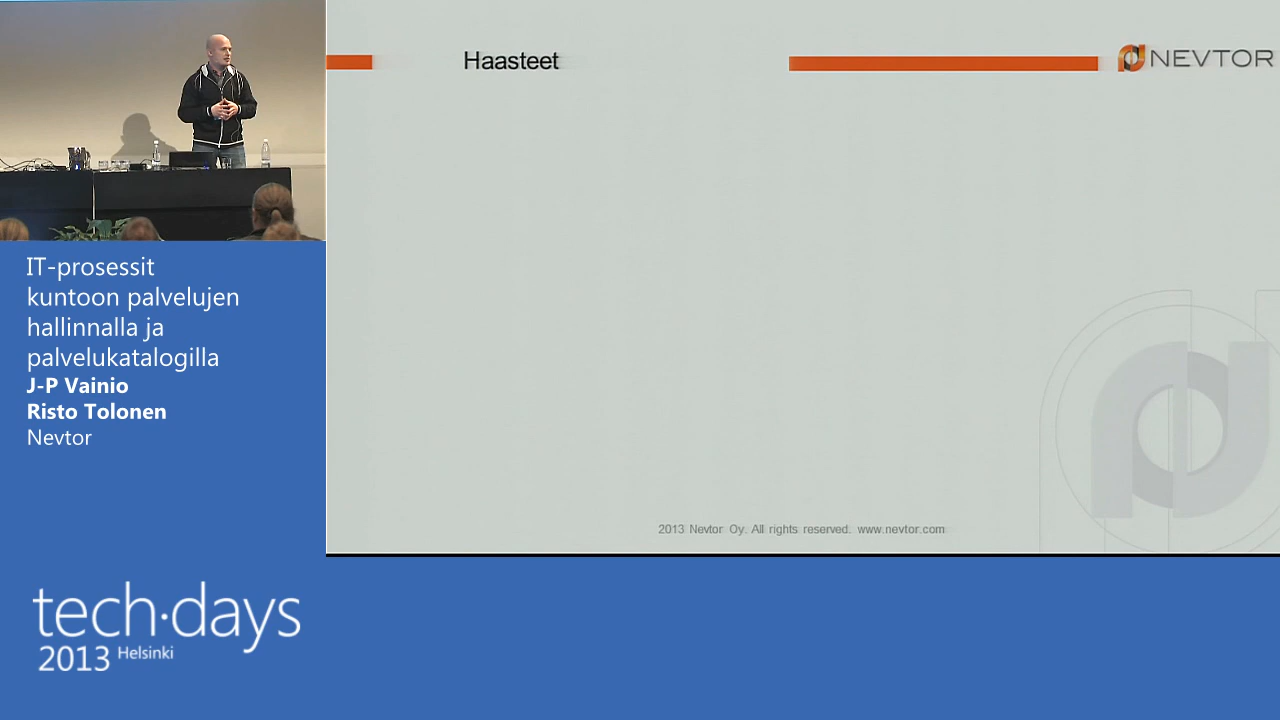 Haasteet
NEVTOR
IT-prosessit
kuntoon palvelujen
hallinnalla ja
palvelukatalogilla
J-P Vainio
Risto Tolonen
Nevtor
2013 Nevtor Oy. All rights reserved. www.nevtor.com
tech·days
2013 Helsinki